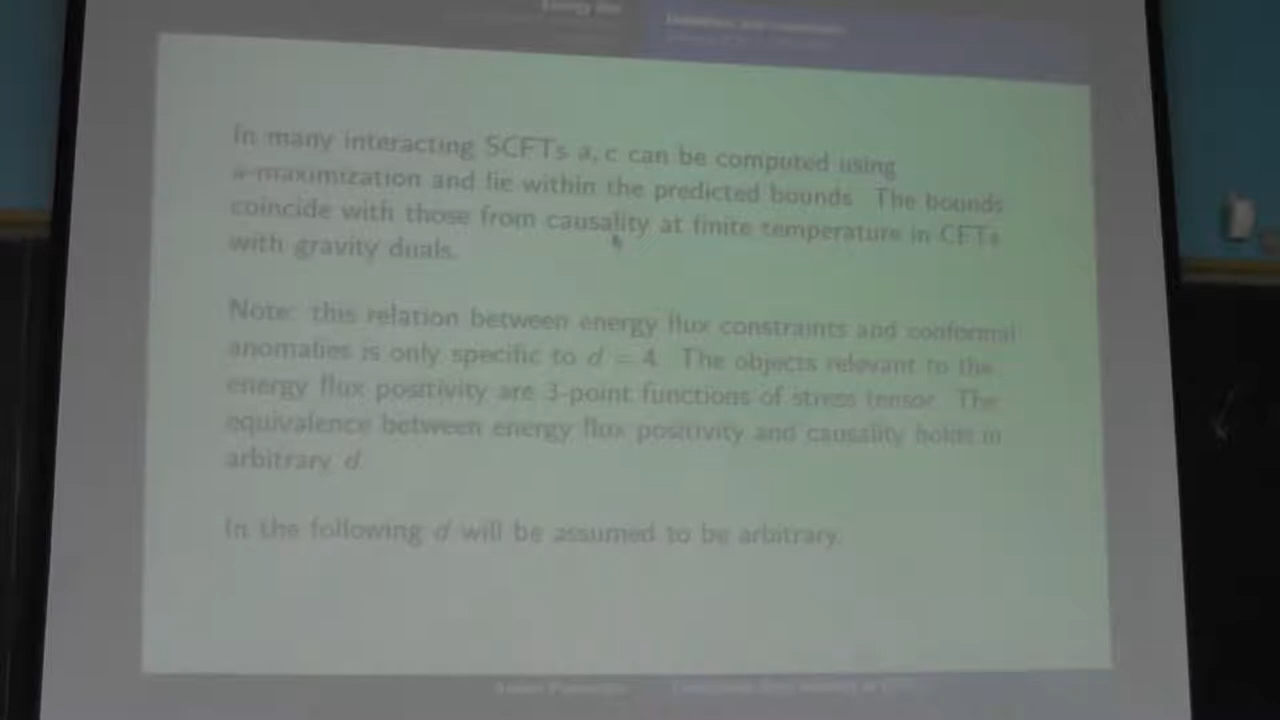 In many interacting SCFTs a, c can be computed using
a-maximization and lie within the predicted bounds. The bounds
coincide with those from causality at finite temperature in CFTs
with gravity duals.
Note: this relation between energy flux constraints and conformal
anomalies is only specific to d = 4. The objects relevant to the
energy flux positivity are 3-point functions of stress tensor. The
equivalence between energy flux positivity and causality holds in
arbitrary d.
In the following d will be assumed to be arbitrary.